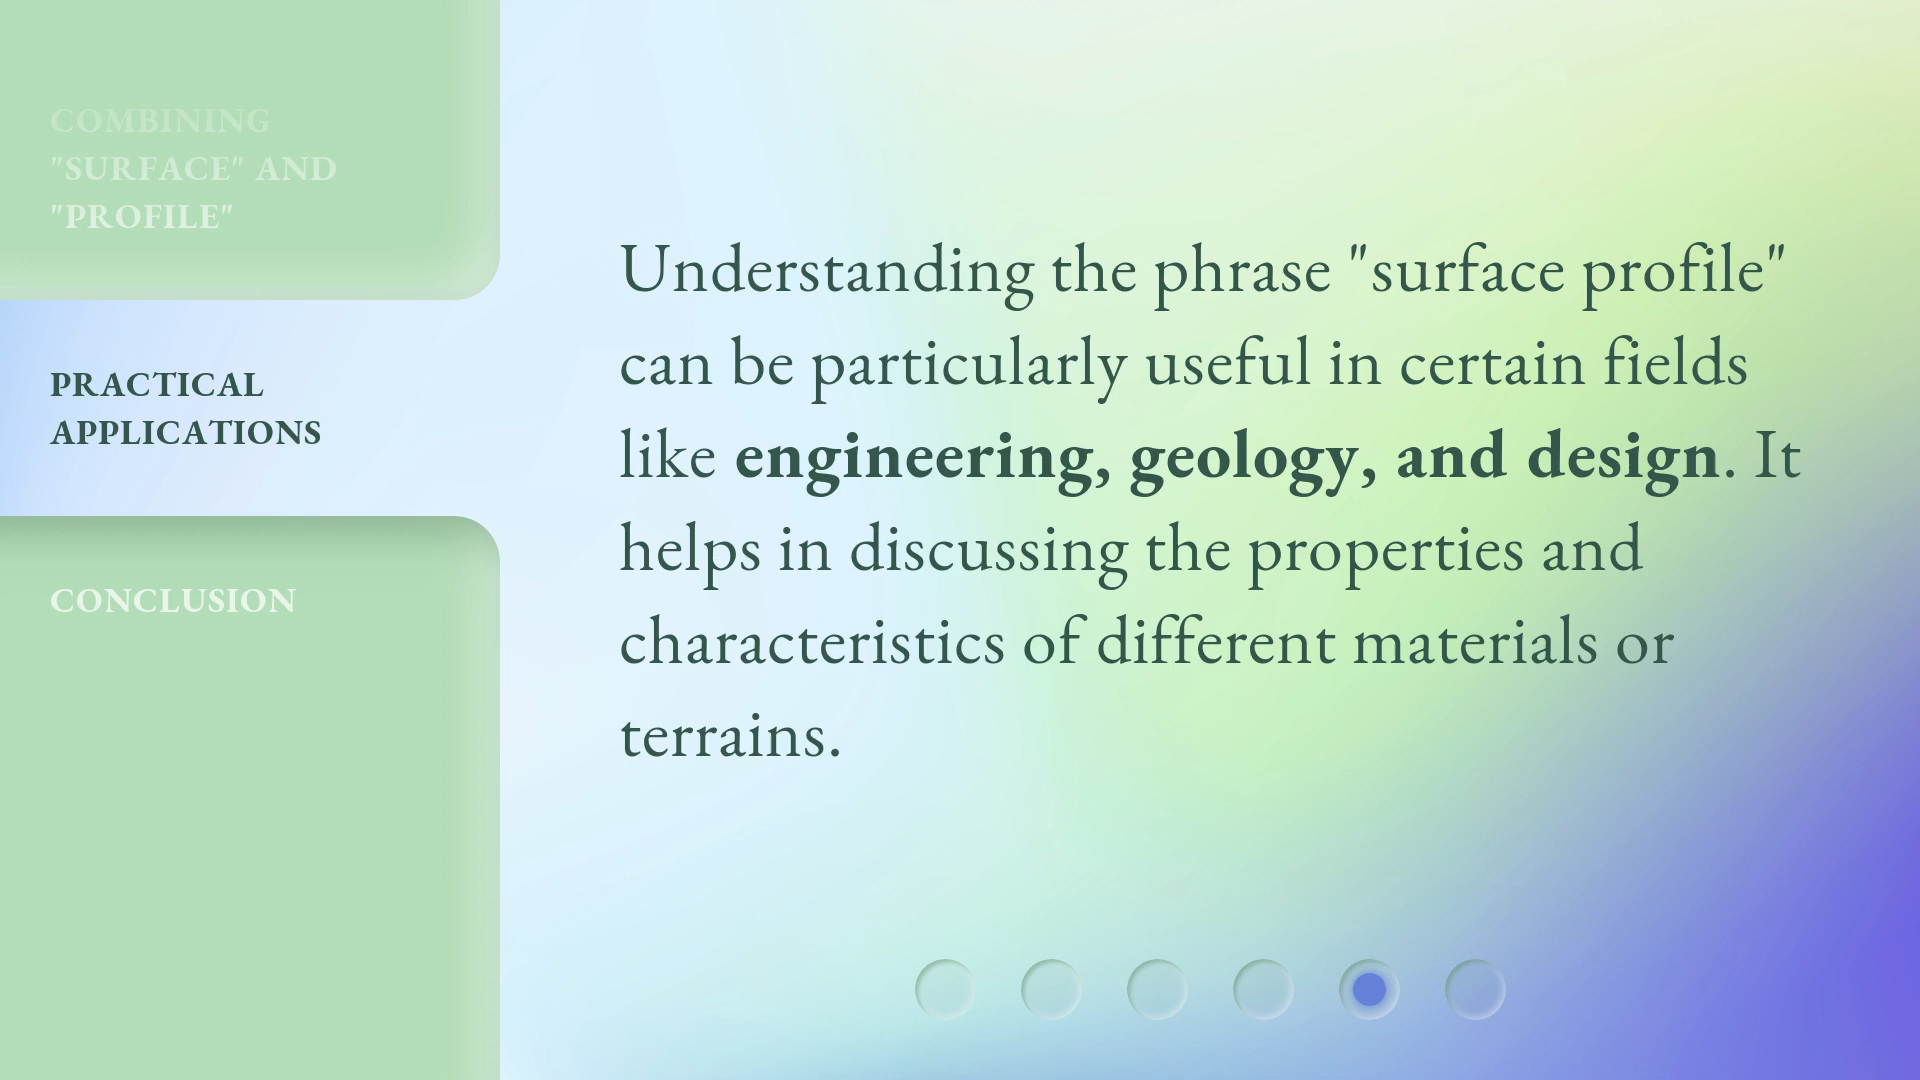 COMBINING
"SURFACE" AND
"PROFILE"
PRACTICAL
APPLICATIONS
CONCLUSION
Understanding the phrase "surface profile"
can be particularly useful in certain fields
like engineering, geology, and design. It
helps in discussing the properties and
characteristics of different materials or
terrains.